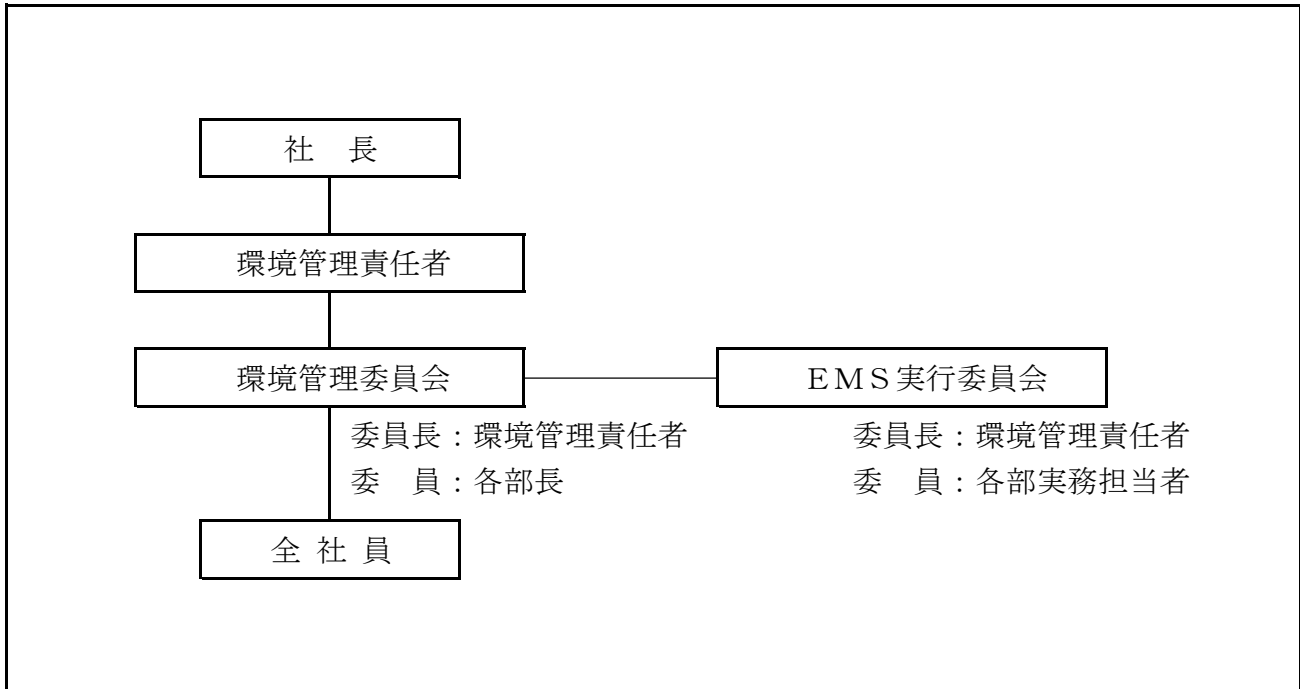 社　長
環境管理責任者
環境管理委員会
ＥＭＳ実行委員会
委員長：環境管理責任者
委　員：各部長
委員長：環境管理責任者
委　員：各部実務担当者
全 社 員